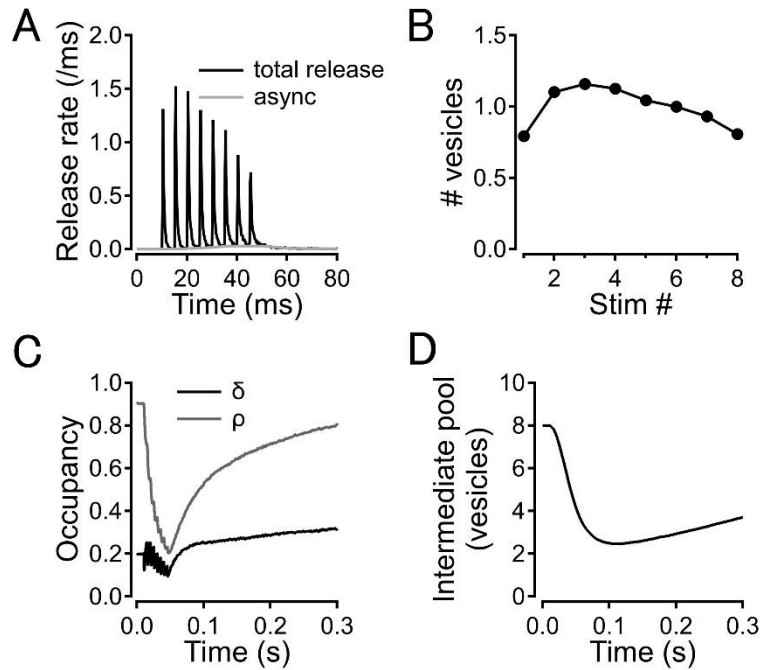 A
Release rate (/ms)
2.0
1.5
1.0
0.5
0.0
total release
async
0 20 40 60 80
Time (ms)
B
# vesicles
1.5
1.0
0.5
0.0
2 4 6 8
Stim #
C
Occupancy
1.0
0.8
0.6
0.4
0.2
0.0
δ
ρ
0.0 0.1 0.2 0.3
Time (s)
D
Intermediate pool
(vesicles)
10
8
6
4
2
0
0.0 0.1 0.2 0.3
Time (s)